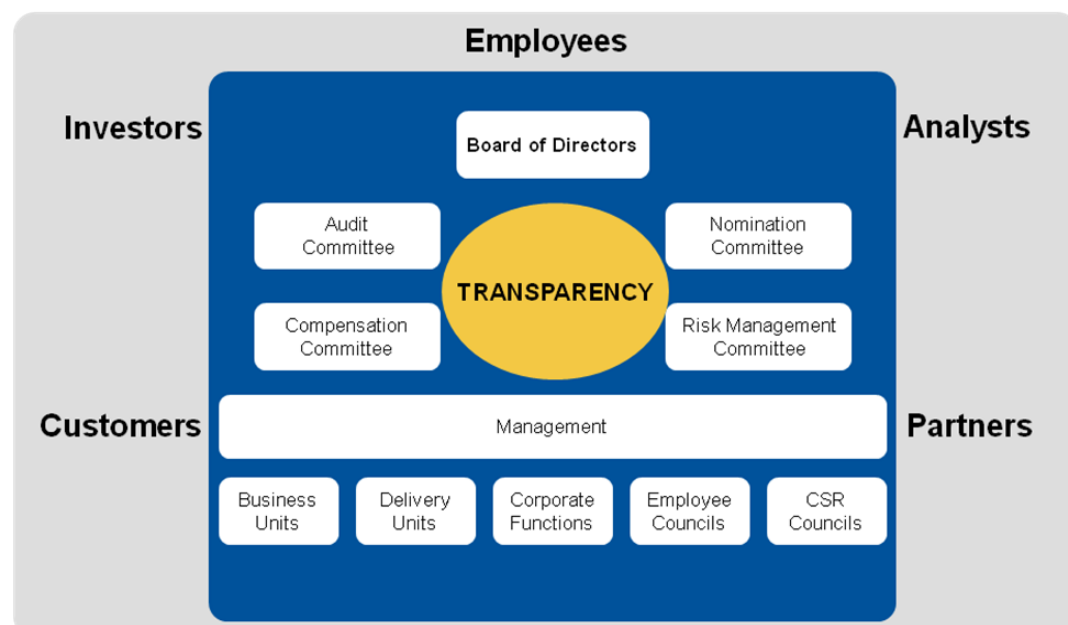 Employees
Investors
Analysts
Board of Directors
Audit
Committee
Nomination
Committee
TRANSPARENCY
Compensation
Committee
Risk Management
Committee
Customers
Management
Partners
Business
Units
Delivery
Units
Corporate
Functions
Employee
Councils
CSR
Councils